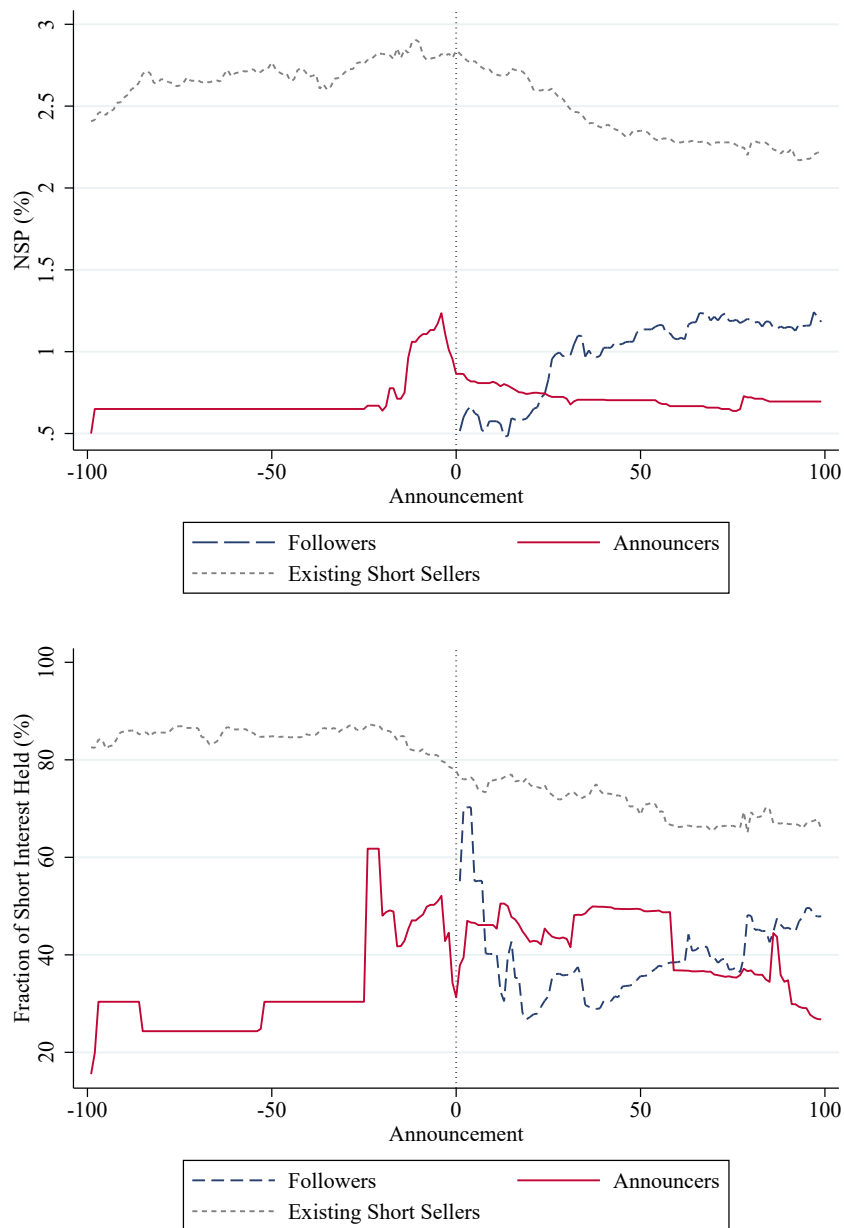 NSP (%)
3
2.5
2
1.5
1
.5
-100 -50 0 50 100
Announcement
Followers Announcers
Existing Short Sellers
Fraction of Short Interest Held (%)
100
80
60
40
20
-100 -50 0 50 100
Announcement
Followers Announcers
Existing Short Sellers